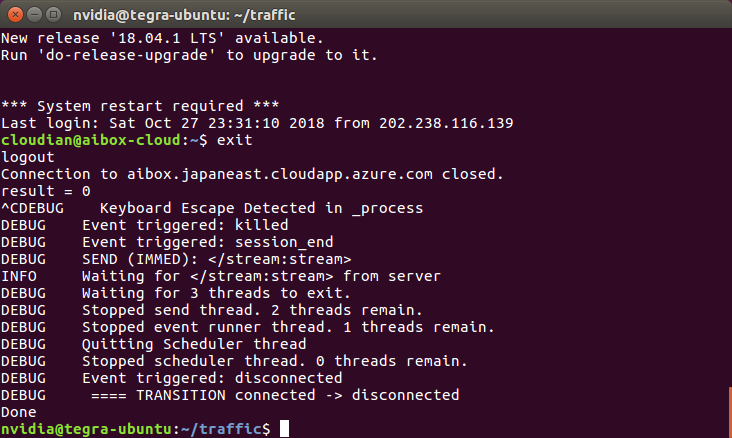 nvidia@tegra-ubuntu: ~/traffic
New release '18.04.1 LTS' available.
Run 'do-release-upgrade' to upgrade to it.
*** System restart required ***
Last login: Sat Oct 27 23:31:10 2018 from 202.238.116.139
cloudian@aibox-cloud:~$ exit
logout
Connection to aibox.japaneast.cloudapp.azure.com closed.
result = 0
^CDEBUG    Keyboard Escape Detected in _process
DEBUG    Event triggered: killed
DEBUG    Event triggered: session_end
DEBUG    SEND (IMMED): </stream:stream>
INFO     Waiting for </stream:stream> from server
DEBUG    Waiting for 3 threads to exit.
DEBUG    Stopped send thread. 2 threads remain.
DEBUG    Stopped event runner thread. 1 threads remain.
DEBUG    Quitting Scheduler thread
DEBUG    Stopped scheduler thread. 0 threads remain.
DEBUG    Event triggered: disconnected
DEBUG     ==== TRANSITION connected -> disconnected
Done
nvidia@tegra-ubuntu:~/traffic$